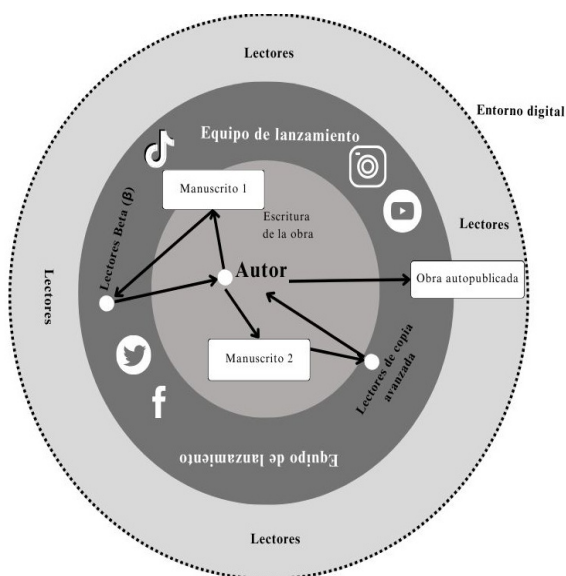 Lectores
Entorno digital
Equipo de lanzamiento
Manuscrito 1
Escritura
de la obra
Lectores Beta (β)
Lectores
Autor
Obra autopublicada
Lectores
Manuscrito 2
Lectores de copia
avanzada
Equipo de lanzamiento
Lectores